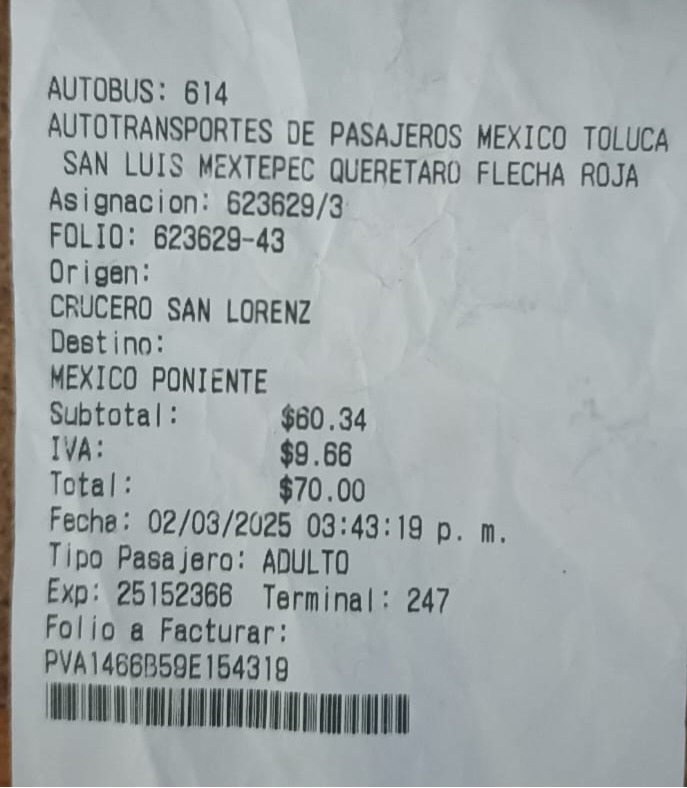 AUTOBUS: 614
AUTOTRANSPORTES DE PASAJEROS MEXICO TOLUCA
SAN LUIS MEXTEPEC QUERETARO FLECHA ROJA
Asignacion: 623629/3
FOLIO: 623629-43
Origen:
CRUCERO SAN LORENZ
Destino:
MEXICO PONIENTE
Subtotal: $60.34
IVA: $9.66
Total: $70.00
Fecha: 02/03/2025 03:43:19 p. m.
Tipo Pasajero: ADULTO
Exp: 25152366 Terminal: 247
Folio a Facturar:
PVA1466B59E154319